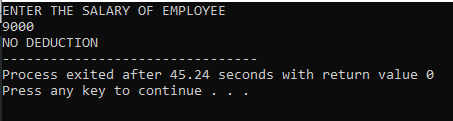 ENTER THE SALARY OF EMPLOYEE
9000
NO DEDUCTION
--------------------------------
Process exited after 45.24 seconds with return value 0
Press any key to continue . . .